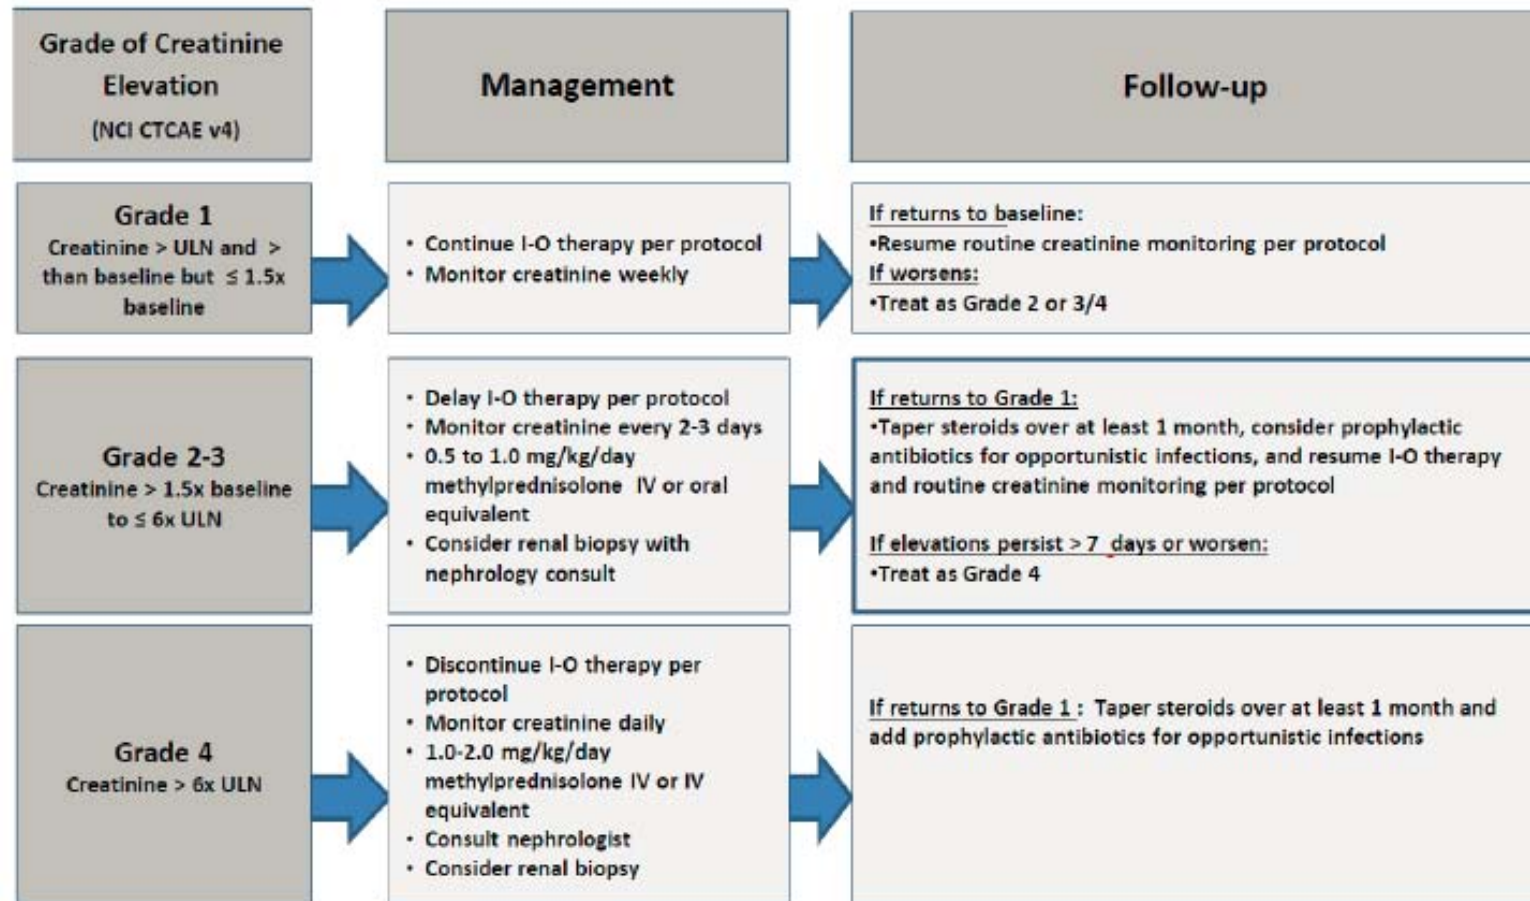 Grade of Creatinine
Elevation
(NCI CTCAE v4)
Management
Follow-up
Grade 1
Creatinine > ULN and >
than baseline but ≤ 1.5x
baseline
• Continue I-O therapy per protocol
• Monitor creatinine weekly
If returns to baseline:
•Resume routine creatinine monitoring per protocol
If worsens:
•Treat as Grade 2 or 3/4
Grade 2-3
Creatinine > 1.5x baseline
to ≤ 6x ULN
• Delay I-O therapy per protocol
• Monitor creatinine every 2-3 days
• 0.5 to 1.0 mg/kg/day
methylprednisolone IV or oral
equivalent
• Consider renal biopsy with
nephrology consult
If returns to Grade 1:
•Taper steroids over at least 1 month, consider prophylactic
antibiotics for opportunistic infections, and resume I-O therapy
and routine creatinine monitoring per protocol
If elevations persist > 7 days or worsen:
•Treat as Grade 4
Grade 4
Creatinine > 6x ULN
• Discontinue I-O therapy per
protocol
• Monitor creatinine daily
• 1.0-2.0 mg/kg/day
methylprednisolone IV or IV
equivalent
• Consult nephrologist
• Consider renal biopsy
If returns to Grade 1 : Taper steroids over at least 1 month and
add prophylactic antibiotics for opportunistic infections